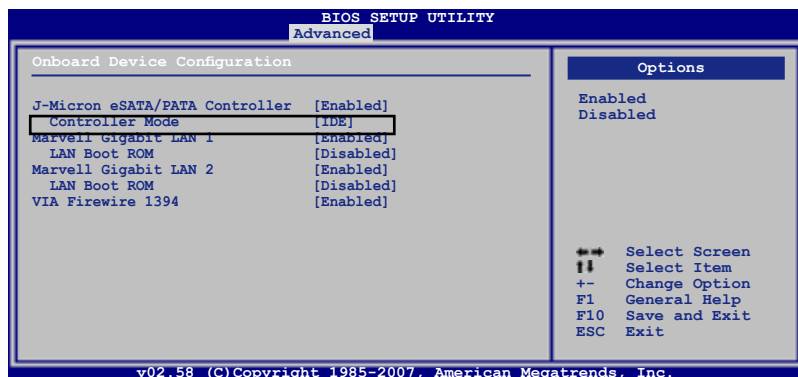 BIOS SETUP UTILITY
Advanced
Onboard Device Configuration
J-Micron eSATA/PATA Controller [Enabled]
Controller Mode [IDE]
Marvell Gigabit LAN 1 [Enabled]
LAN Boot ROM [Disabled]
Marvell Gigabit LAN 2 [Enabled]
LAN Boot ROM [Disabled]
VIA Firewire 1394 [Enabled]
Options
Enabled
Disabled
←→ Select Screen
↑↓ Select Item
+- Change Option
F1 General Help
F10 Save and Exit
ESC Exit
v02.58 (C)Copyright 1985-2007, American Megatrends, Inc.